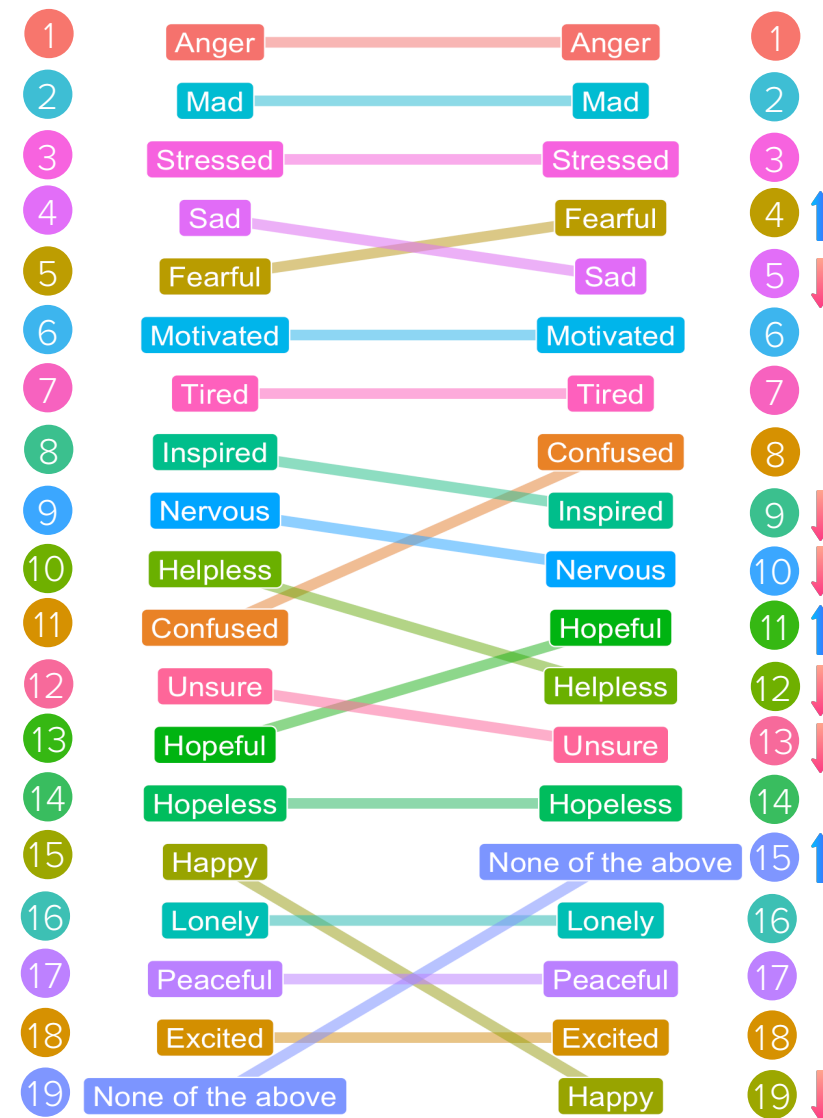 1 Anger Anger 1
2 Mad Mad 2
3 Stressed Stressed 3
4 Sad Fearful 4
5 Fearful Sad 5
6 Motivated Motivated 6
7 Tired Tired 7
8 Inspired Confused 8
9 Nervous Inspired 9
10 Helpless Nervous 10
11 Confused Hopeful 11
12 Unsure Helpless 12
13 Hopeful Unsure 13
14 Hopeless Hopeless 14
15 Happy None of the above 15
16 Lonely Lonely 16
17 Peaceful Peaceful 17
18 Excited Excited 18
19 None of the above Happy 19